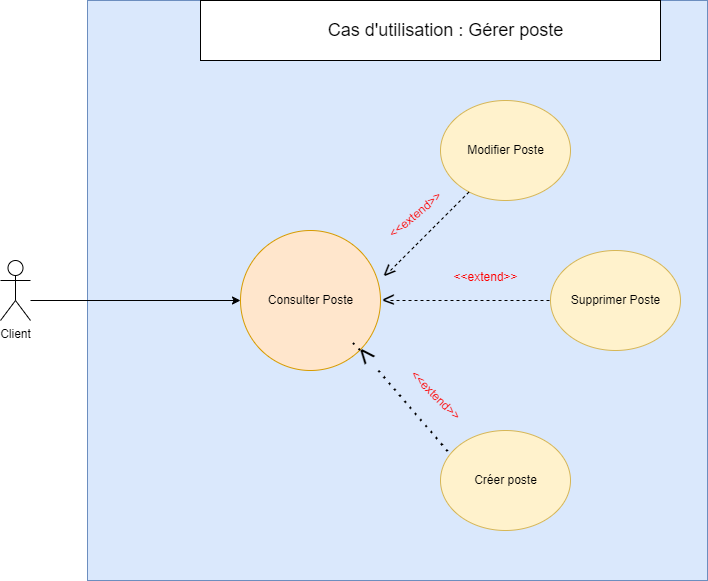 Cas d'utilisation : Gérer poste
Modifier Poste
<<extend>>
<<extend>>
Consulter Poste
Supprimer Poste
Client
<<extend>>
Créer poste